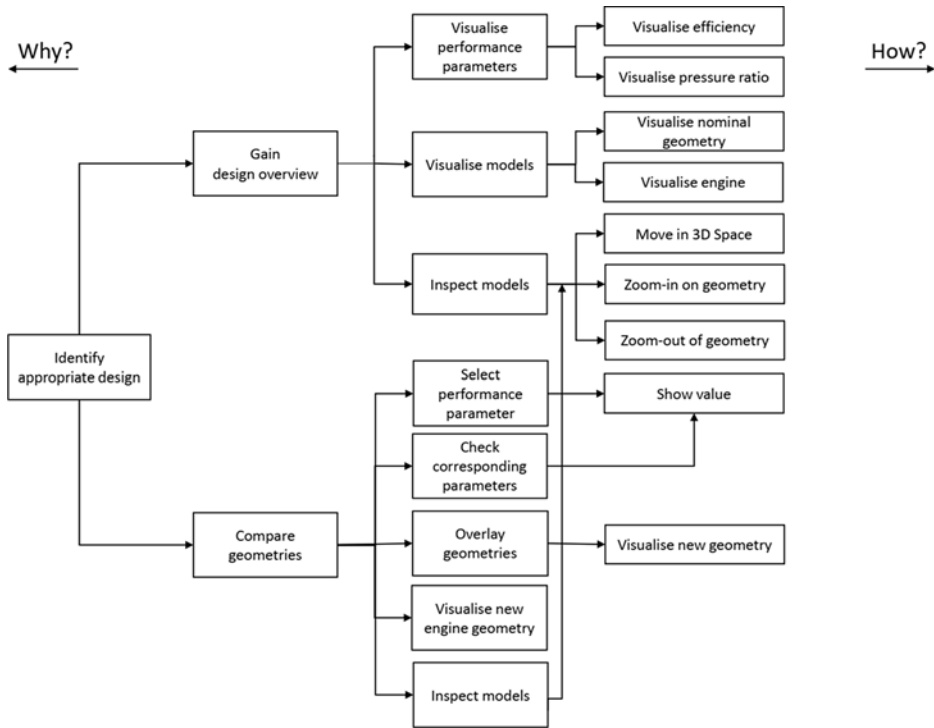 Why?
How?
Identify
appropriate design
Gain
design overview
Compare
geometries
Visualise
performance
parameters
Visualise models
Inspect models
Select
performance
parameter
Check
corresponding
parameters
Overlay
geometries
Visualise new
engine geometry
Inspect models
Visualise efficiency
Visualise pressure ratio
Visualise nominal
geometry
Visualise engine
Move in 3D Space
Zoom-in on geometry
Zoom-out of geometry
Show value
Visualise new geometry